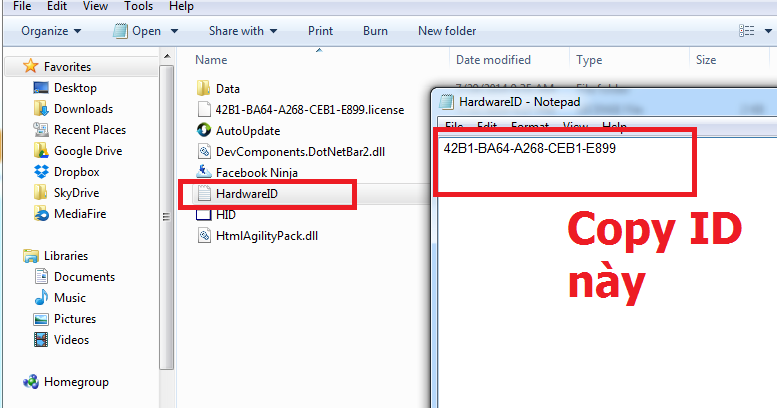 File Edit View Tools Help
Organize Open Share with Print Burn New folder
Favorites
Desktop
Downloads
Recent Places
Google Drive
Dropbox
SkyDrive
MediaFire
Libraries
Documents
Music
Pictures
Videos
Homegroup
Name Date modified Type Size
Data
42B1-BA64-A268-CEB1-E899.license
AutoUpdate
DevComponents.DotNetBar2.dll
Facebook Ninja
HardwareID
HID
HtmlAgilityPack.dll
HardwareID - Notepad
File Edit Format View Help
42B1-BA64-A268-CEB1-E899
Copy ID
này